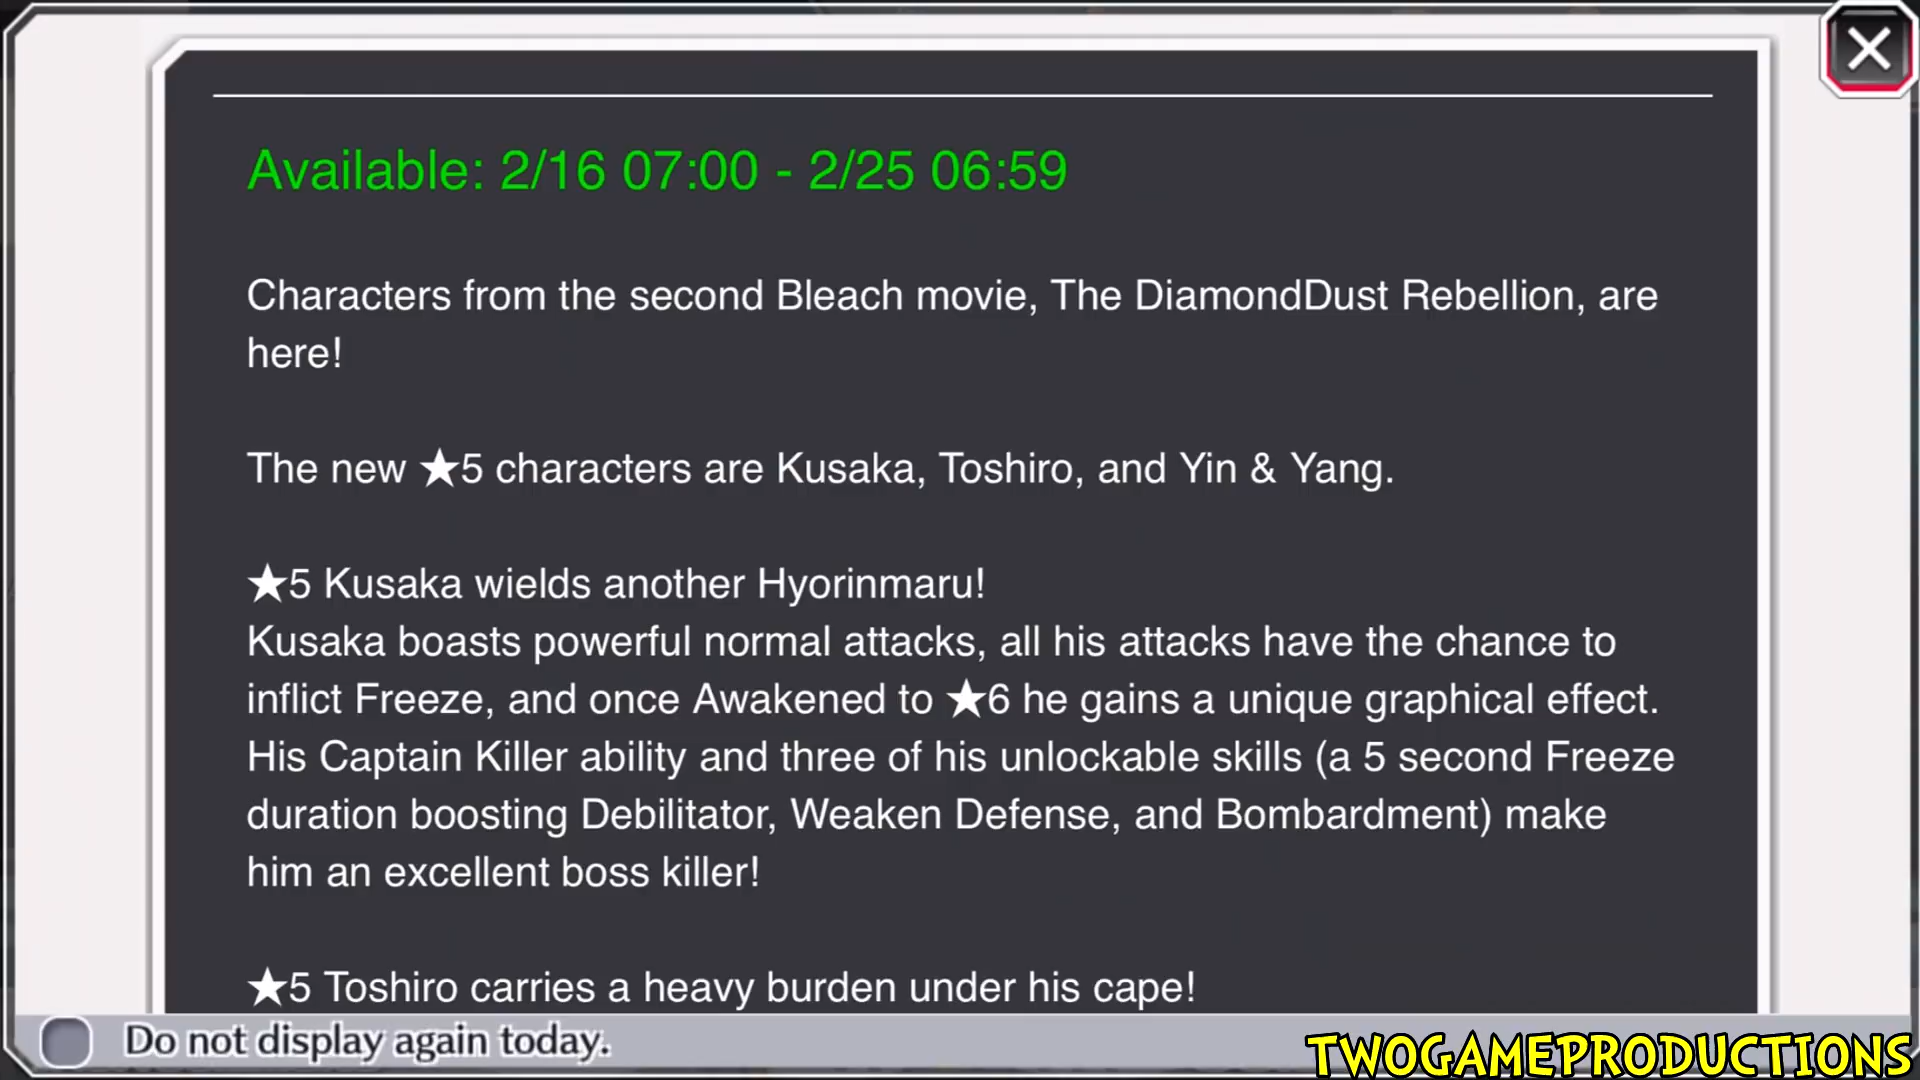 Available: 2/16 07:00 - 2/25 06:59
Characters from the second Bleach movie, The DiamondDust Rebellion, are
here!
The new ★5 characters are Kusaka, Toshiro, and Yin & Yang.
★5 Kusaka wields another Hyorinmaru!
Kusaka boasts powerful normal attacks, all his attacks have the chance to
inflict Freeze, and once Awakened to ★6 he gains a unique graphical effect.
His Captain Killer ability and three of his unlockable skills (a 5 second Freeze
duration boosting Debilitator, Weaken Defense, and Bombardment) make
him an excellent boss killer!
★5 Toshiro carries a heavy burden under his cape!
Do not display again today.
TWOGAMEPRODUCTIONS